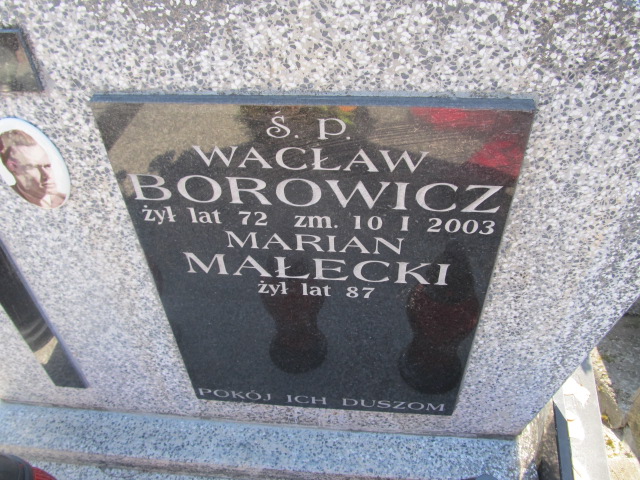 Ś. P.
WACŁAW
BOROWICZ
żył lat 72 zm. 10 I 2003
MARIAN
MAŁECKI
żył lat 87
POKÓJ ICH DUSZOM